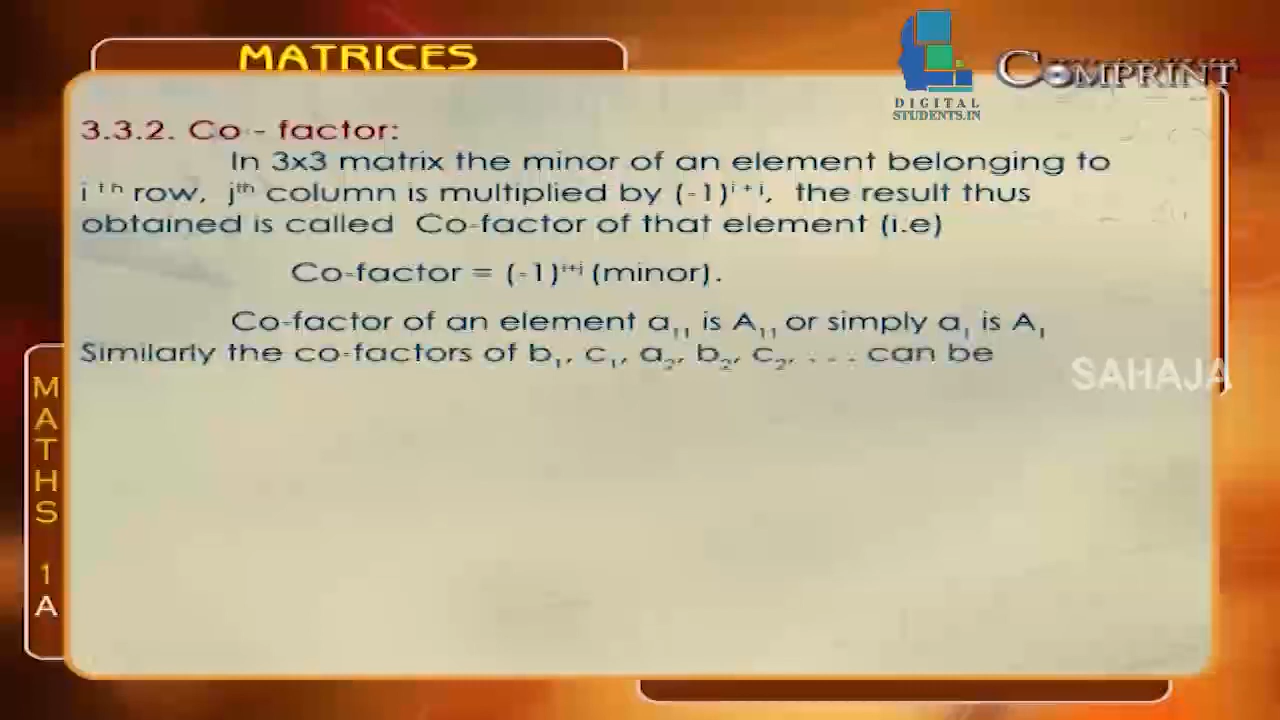 MATRICES
DIGITAL
STUDENTS.IN
COMPRINT
3.3.2. Co - factor:
In 3x3 matrix the minor of an element belonging to
i ᵗʰ row, jᵗʰ column is multiplied by (-1)ⁱ⁺ʲ, the result thus
obtained is called Co-factor of that element (i.e)
Co-factor = (-1)ⁱ⁺ʲ (minor).
Co-factor of an element a₁₁ is A₁₁ or simply a₁ is A₁
Similarly the co-factors of b₁, c₁, a₂, b₂, c₂, . . . can be
SAHAJA
MATHS 1A